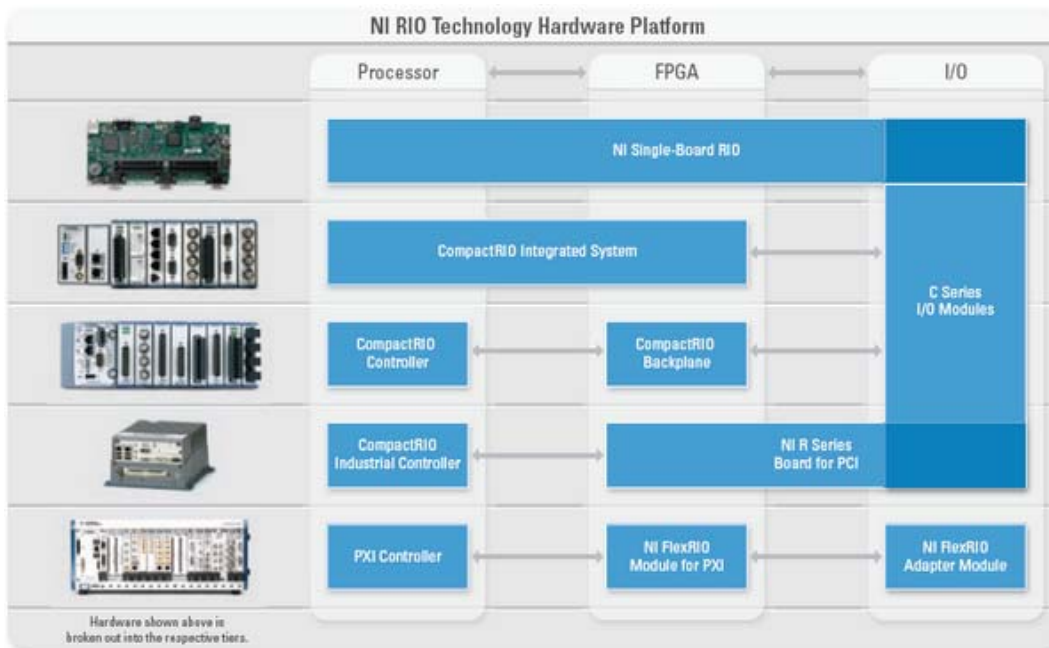 NI RIO Technology Hardware Platform
Processor
FPGA
I/O
NI Single-Board RIO
CompactRIO Integrated System
C Series
I/O Modules
CompactRIO
Controller
CompactRIO
Backplane
CompactRIO
Industrial Controller
NI R Series
Board for PCI
PXI Controller
NI FlexRIO
Module for PXI
NI FlexRIO
Adapter Module
Hardware shown above is
broken out into the respective tiers.